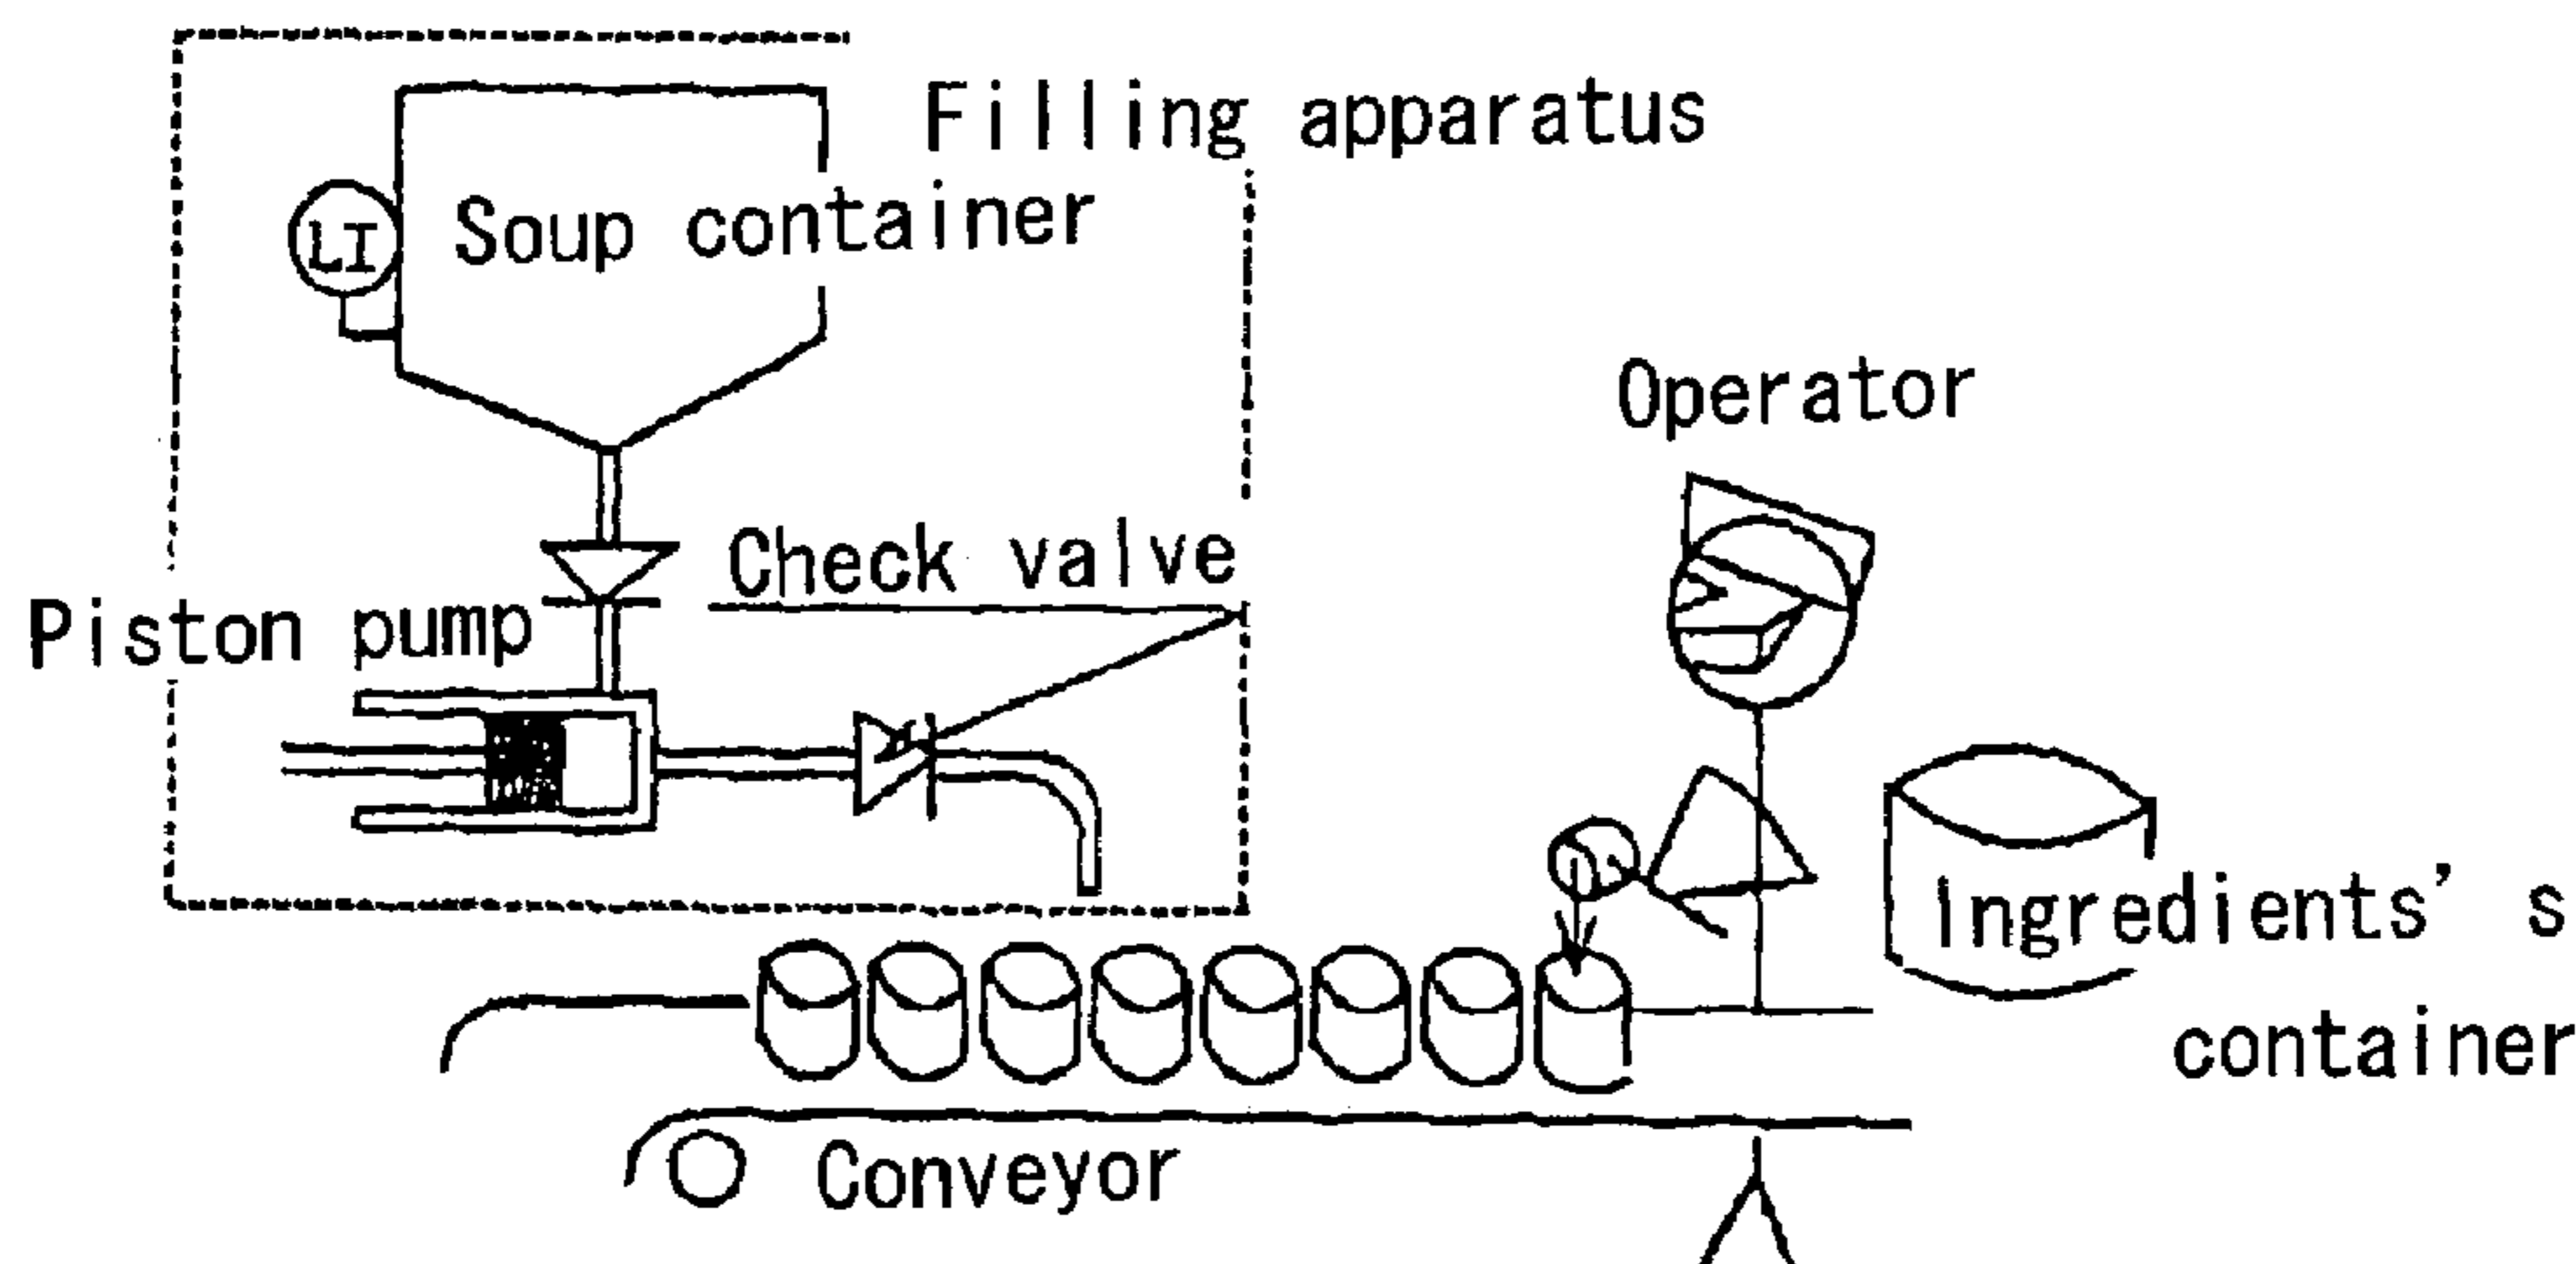 Filling apparatus
LI
Soup container
Operator
Check valve
Piston pump
Ingredients' s
container
Conveyor